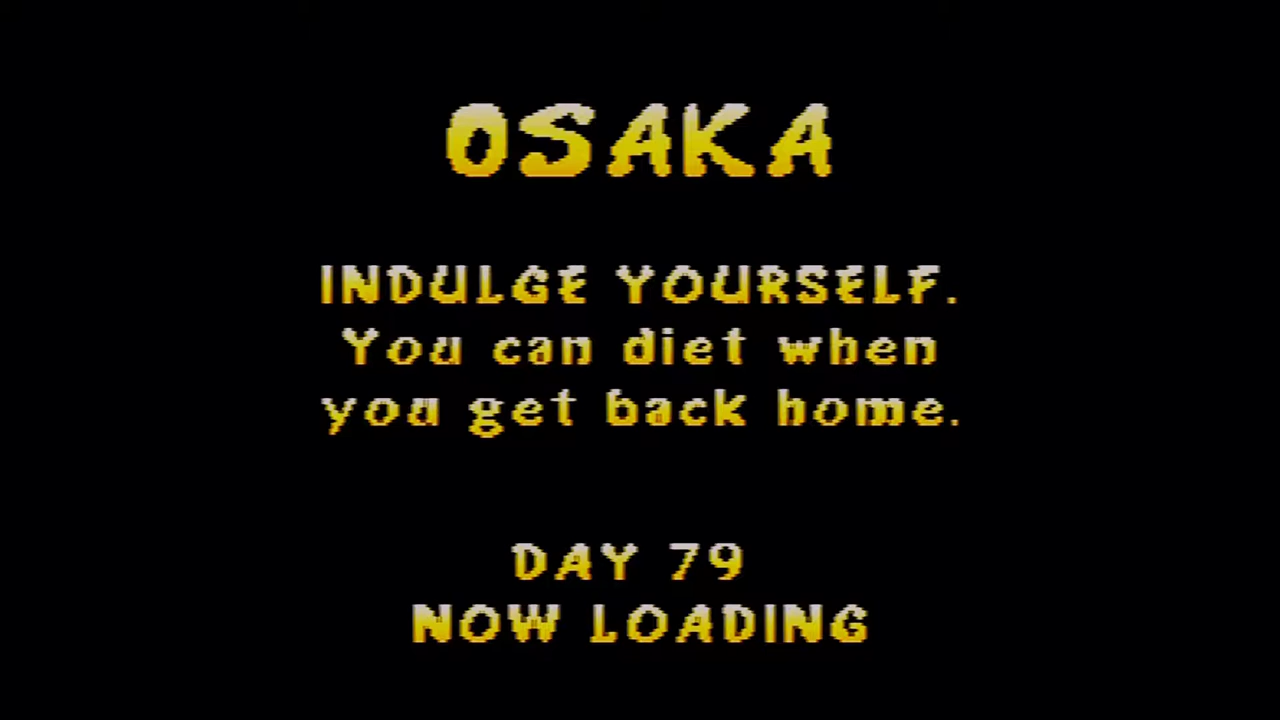 OSAKA
INDULGE YOURSELF.
You can diet when
you get back home.
DAY 79
NOW LOADING